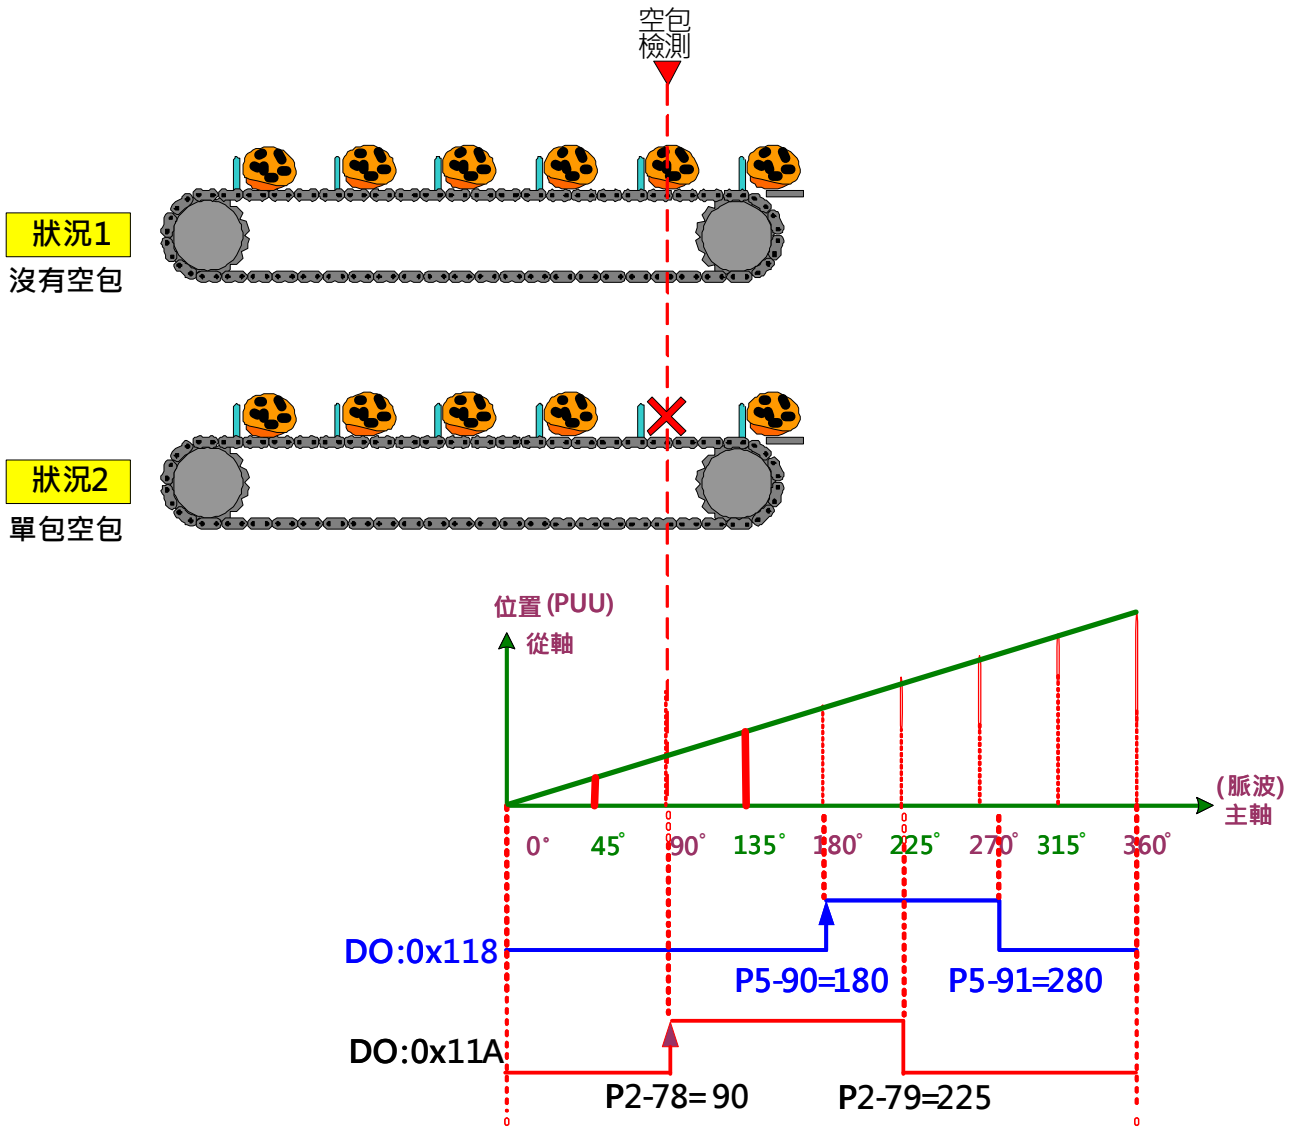 空包
檢測
狀況1
沒有空包
狀況2
單包空包
位置(PUU)
從軸
(脈波)
主軸
0° 45° 90° 135° 180° 225° 270° 315° 360°
DO:0x118
P5-90=180 P5-91=280
DO:0x11A
P2-78=90 P2-79=225